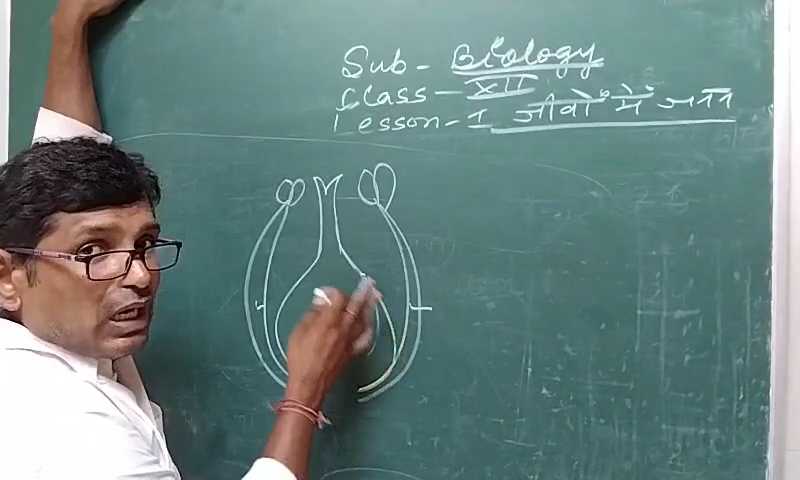 Sub - Biology
Class - XII
Lesson - 1 जीवों में जनन